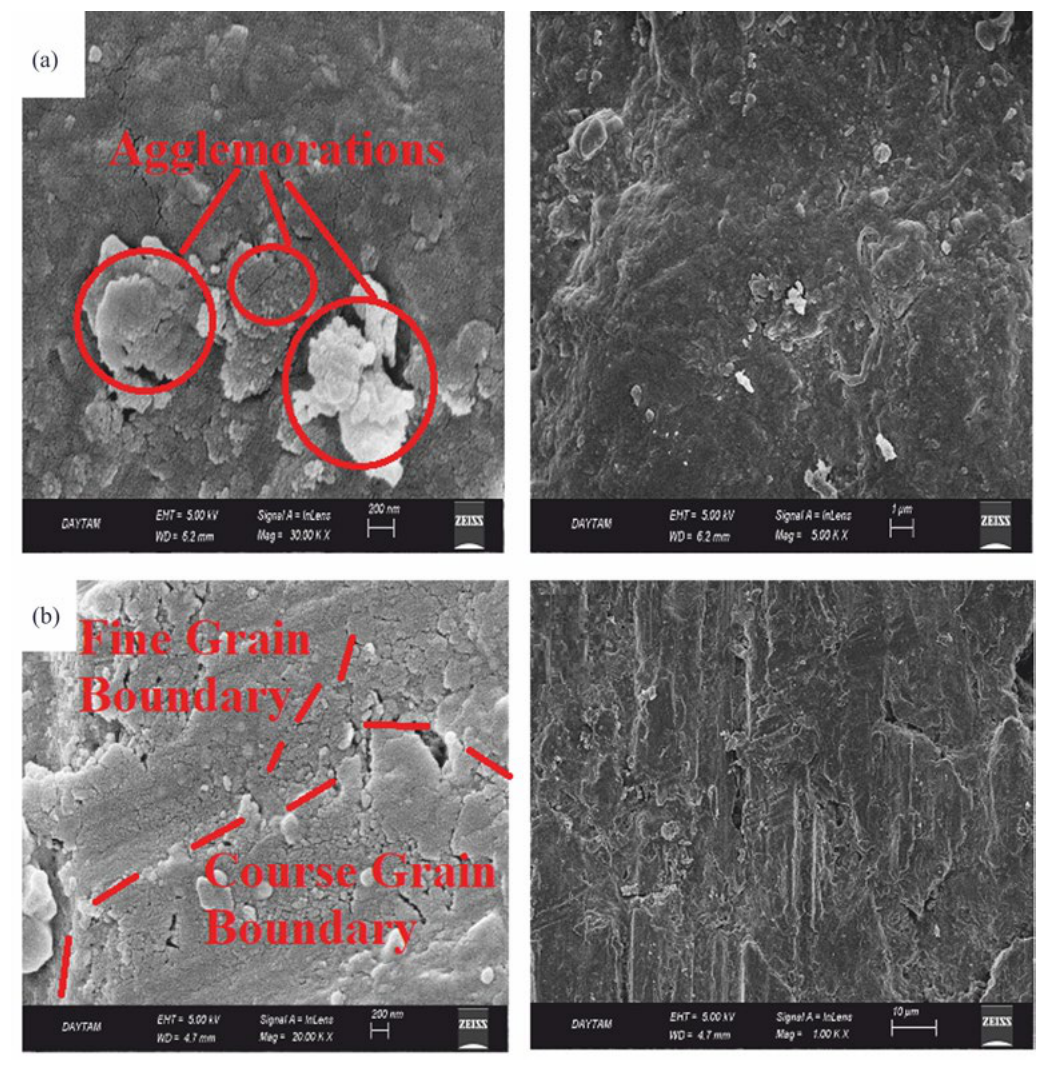 (a)
Agglemorations
DAYTAM
EHT = 5.00 kV
WD = 6.2 mm
Signal A = InLens
Mag = 30.00 K X
200 nm
ZEISS
DAYTAM
EHT = 5.00 kV
WD = 6.2 mm
Signal A = InLens
Mag = 5.00 K X
1 µm
ZEISS
(b)
Fine Grain
Boundary
Course Grain
Boundary
DAYTAM
EHT = 5.00 kV
WD = 4.7 mm
Signal A = InLens
Mag = 20.00 K X
200 nm
ZEISS
DAYTAM
EHT = 5.00 kV
WD = 4.7 mm
Signal A = InLens
Mag = 1.00 K X
10 µm
ZEISS